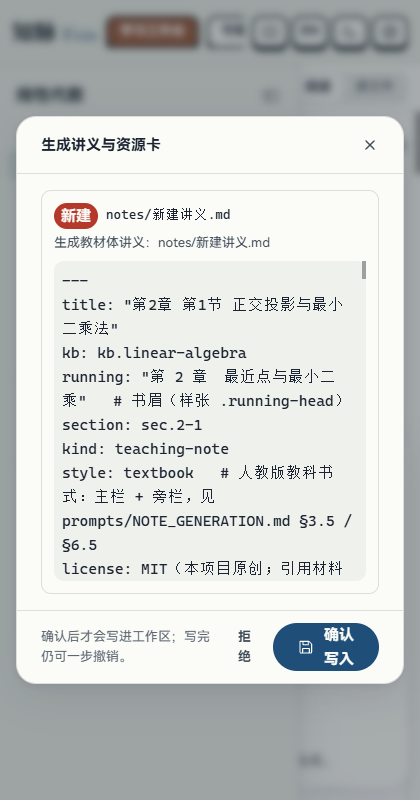 生成讲义与资源卡
新建 notes/新建讲义.md
生成教材体讲义：notes/新建讲义.md
---
title: "第2章 第1节 正交投影与最小
二乘法"
kb: kb.linear-algebra
running: "第 2 章  最近点与最小二
乘"   # 书眉（样张 .running-head）
section: sec.2-1
kind: teaching-note
style: textbook   # 人教版教科书
式：主栏 + 旁栏，见
prompts/NOTE_GENERATION.md §3.5 /
§6.5
license: MIT（本项目原创；引用材料
确认后才会写进工作区；写完
仍可一步撤销。
拒
绝
确认
写入